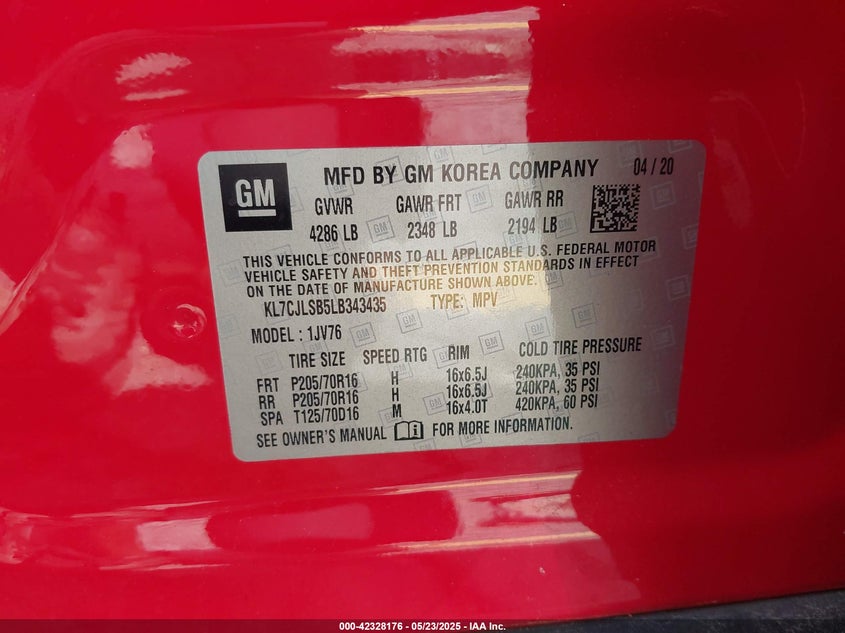 GM
MFD BY GM KOREA COMPANY 04 / 20
GVWR GAWR FRT GAWR RR
4286 LB 2348 LB 2194 LB
THIS VEHICLE CONFORMS TO ALL APPLICABLE U.S. FEDERAL MOTOR
VEHICLE SAFETY AND THEFT PREVENTION STANDARDS IN EFFECT
ON THE DATE OF MANUFACTURE SHOWN ABOVE.
KL7CJLSB5LB343435 TYPE: MPV
MODEL : 1JV76
TIRE SIZE SPEED RTG RIM COLD TIRE PRESSURE
FRT P205/70R16 H 16x6.5J 240KPA, 35 PSI
RR P205/70R16 H 16x6.5J 240KPA, 35 PSI
SPA T125/70D16 M 16x4.0T 420KPA, 60 PSI
SEE OWNER'S MANUAL FOR MORE INFORMATION.
000-42328176 - 05/23/2025 - IAA Inc.